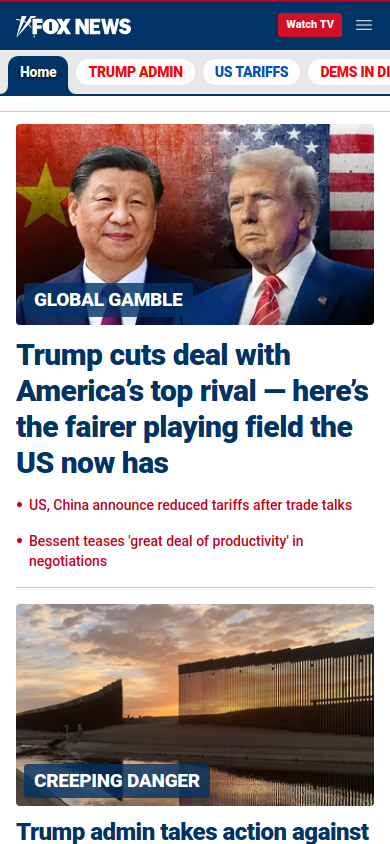 FOX NEWS
Watch TV
Home
TRUMP ADMIN
US TARIFFS
DEMS IN DI
GLOBAL GAMBLE
Trump cuts deal with
America’s top rival — here’s
the fairer playing field the
US now has
US, China announce reduced tariffs after trade talks
Bessent teases 'great deal of productivity' in
negotiations
CREEPING DANGER
Trump admin takes action against